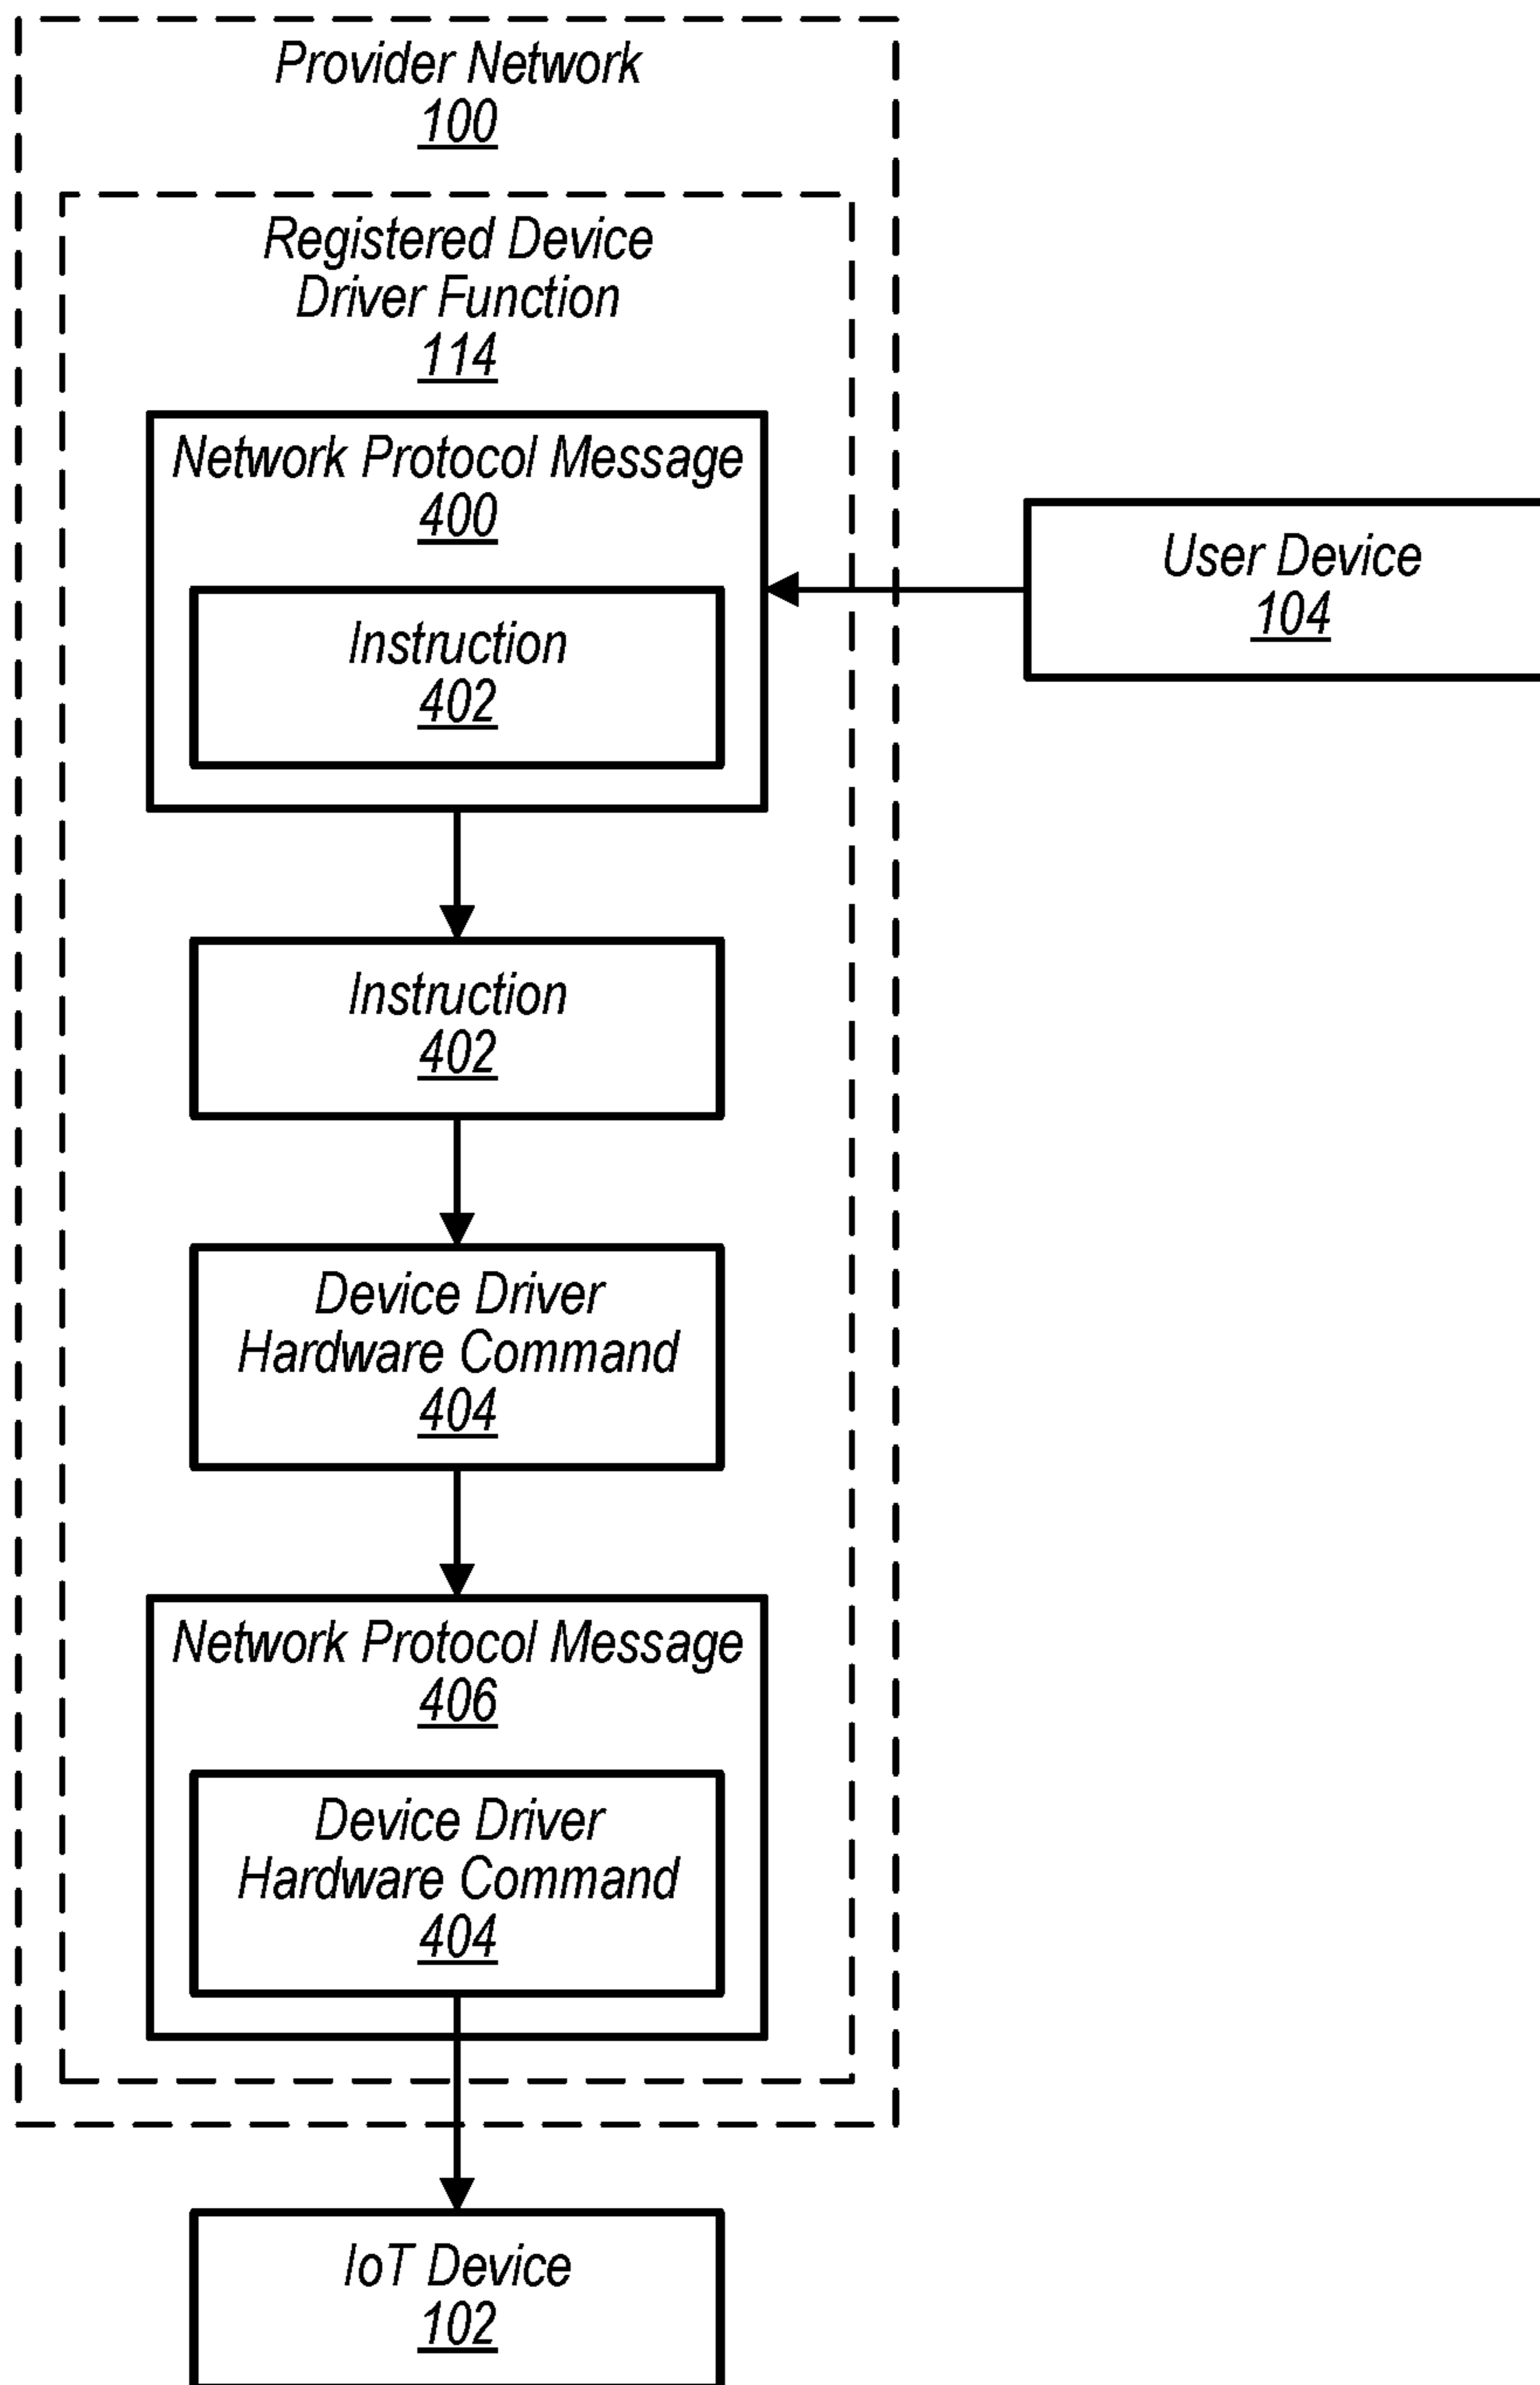 Provider Network
100
Registered Device
Driver Function
114
Network Protocol Message
400
Instruction
402
User Device
104
Instruction
402
Device Driver
Hardware Command
404
Network Protocol Message
406
Device Driver
Hardware Command
404
IoT Device
102